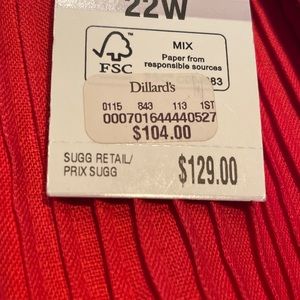 22W
FSC
MIX
Paper from
responsible sources
83
Dillard's
0115 843 113 1ST
000701644440527
$104.00
SUGG RETAIL/
PRIX SUGG
$129.00